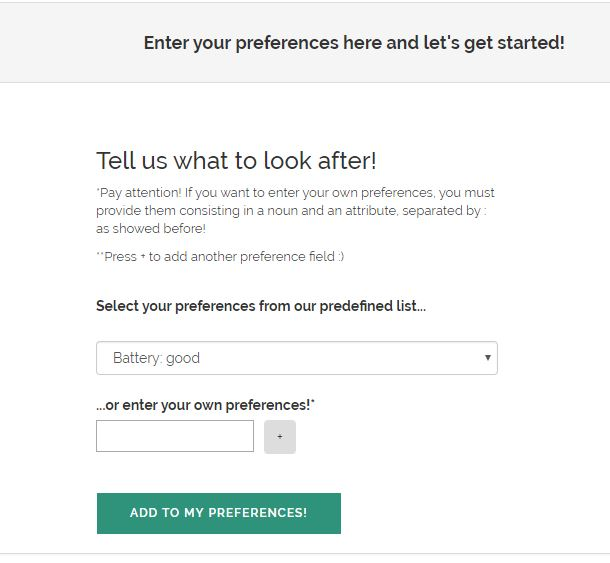 Enter your preferences here and let's get started!
Tell us what to look after!
*Pay attention! If you want to enter your own preferences, you must
provide them consisting in a noun and an attribute, separated by :
as showed before!
**Press + to add another preference field :)
Select your preferences from our predefined list...
Battery: good
...or enter your own preferences!*
+
ADD TO MY PREFERENCES!